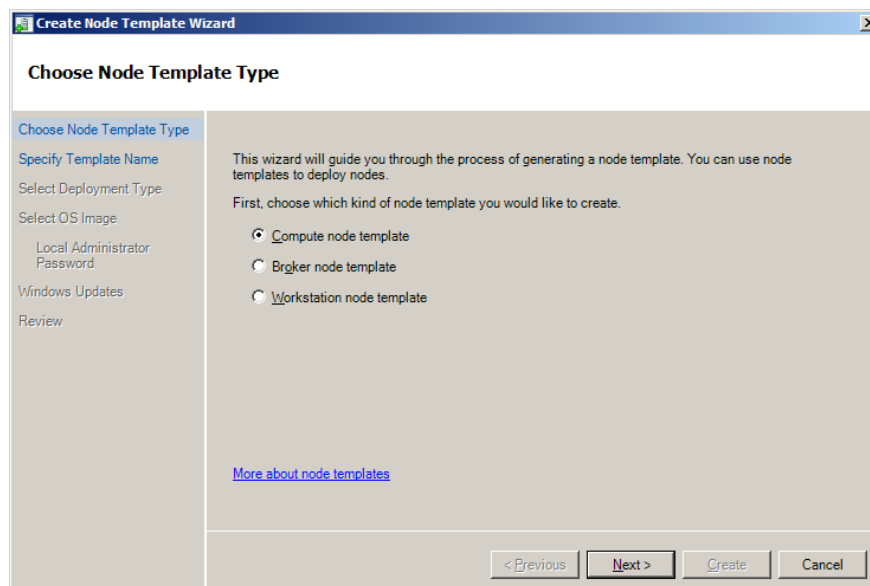 Create Node Template Wizard
Choose Node Template Type
Choose Node Template Type
Specify Template Name
Select Deployment Type
Select OS Image
Local Administrator
Password
Windows Updates
Review
This wizard will guide you through the process of generating a node template. You can use node
templates to deploy nodes.
First, choose which kind of node template you would like to create.
Compute node template
Broker node template
Workstation node template
More about node templates
< Previous
Next >
Create
Cancel